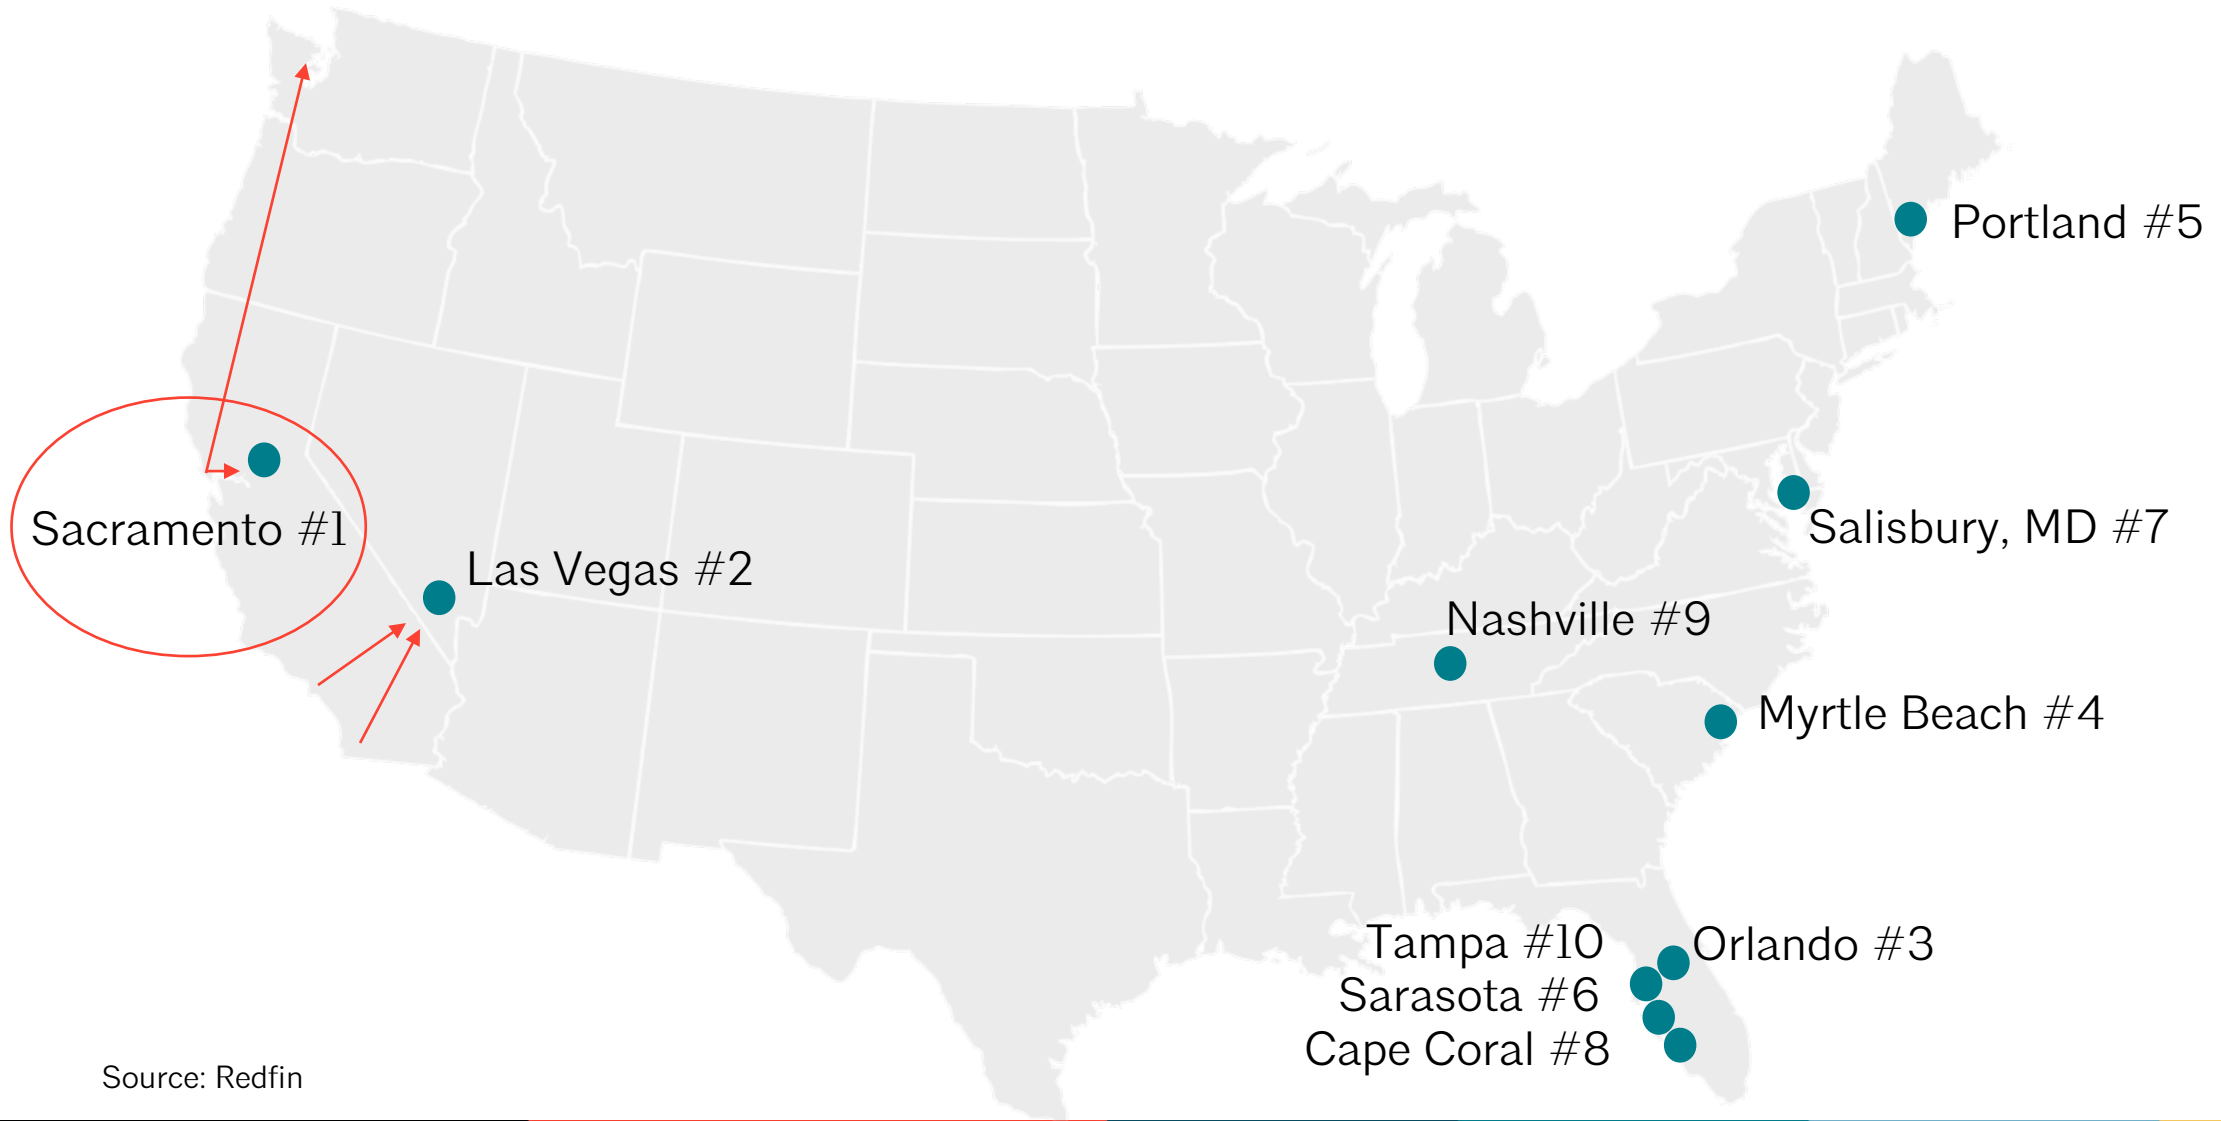 Portland #5
Sacramento #1
Salisbury, MD #7
Las Vegas #2
Nashville #9
Myrtle Beach #4
Tampa #10
Orlando #3
Sarasota #6
Cape Coral #8
Source: Redfin